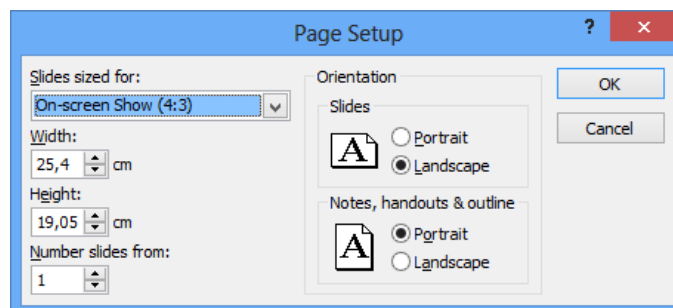 Page Setup
?
Slides sized for:
On-screen Show (4:3)
Width:
25,4 cm
Height:
19,05 cm
Number slides from:
1
Orientation
Slides
A
Portrait
Landscape
Notes, handouts & outline
A
Portrait
Landscape
OK
Cancel